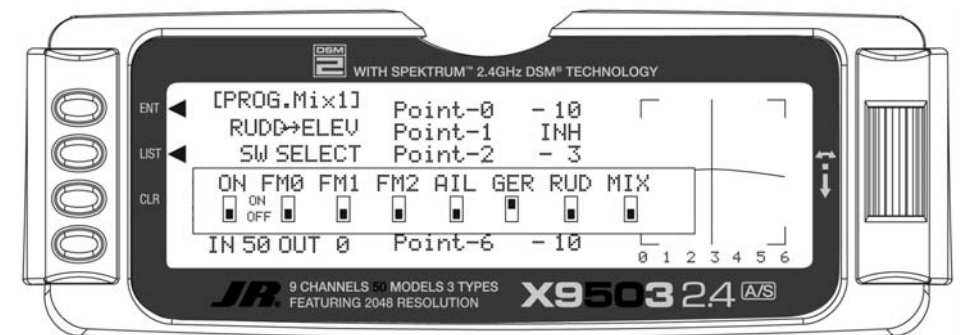 DSM
2
WITH SPEKTRUM™ 2.4GHz DSM® TECHNOLOGY
ENT
LIST
CLR
[PROG.Mix1]
RUDD→ELEV
SW SELECT
Point-0 -10
Point-1 INH
Point-2 - 3
ON FM0 FM1 FM2 AIL GER RUD MIX
ON
OFF
IN 50 OUT 0 Point-6 -10
0 1 2 3 4 5 6
JR 9 CHANNELS 50 MODELS 3 TYPES
FEATURING 2048 RESOLUTION
X9503 2.4 A/S